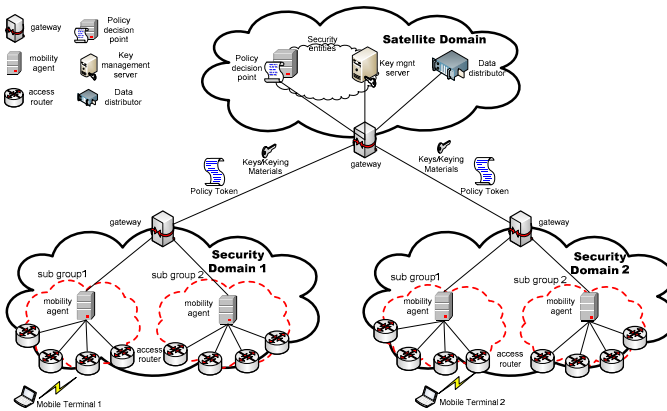 gateway
Policy
decision
point
mobility
agent
Key
management
server
access
router
Data
distributor
Satellite Domain
Security
entities
Policy
decision
point
Key mgnt
server
Data
distributor
gateway
Keys/Keying
Materials
Policy Token
Keys/Keying
Materials
Policy Token
gateway
Security
Domain 1
sub group 1
sub group 2
mobility
agent
mobility
agent
access
router
Mobile Terminal 1
gateway
Security
Domain 2
sub group1
sub group 2
mobility
agent
mobility
agent
access
router
Mobile Terminal 2